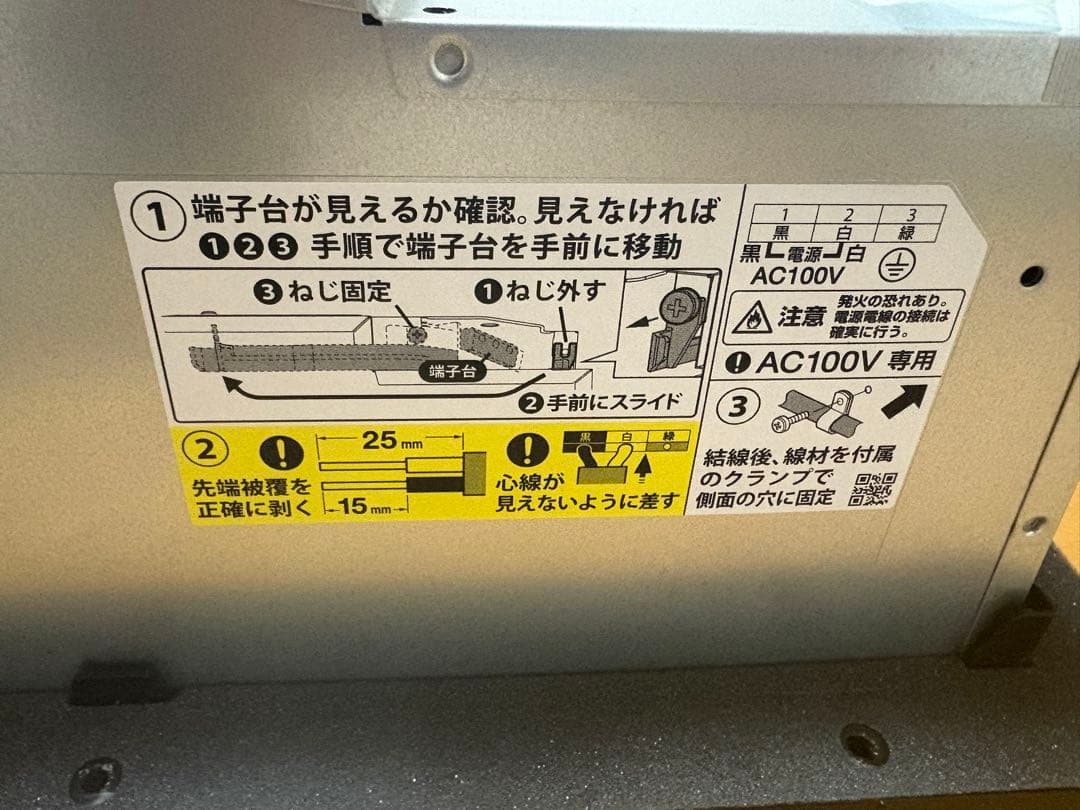 ① 端子台が見えるか確認。見えなければ
❶❷❸ 手順で端子台を手前に移動
❸ねじ固定
❶ねじ外す
端子台
❷手前にスライド
②
先端被覆を
正確に剥く
25mm
15mm
黒 白 緑
心線が
見えないように差す
1 2 3
黒 白 緑
黒 電源 白
AC100V
注意
発火の恐れあり。
電源電線の接続は
確実に行う。
AC100V 専用
③
結線後、線材を付属
のクランプで
側面の穴に固定